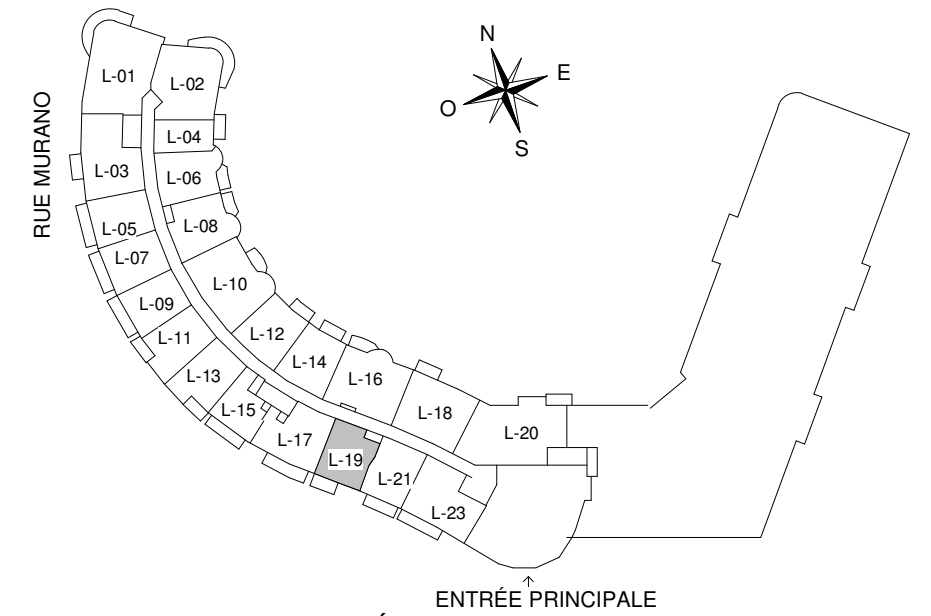 N
E
O
S
RUE MURANO
L-01
L-02
L-04
L-03
L-06
L-05
L-08
L-07
L-10
L-09
L-11
L-12
L-13
L-14
L-16
L-15
L-18
L-17
L-20
L-19
L-21
L-23
ENTRÉE PRINCIPALE